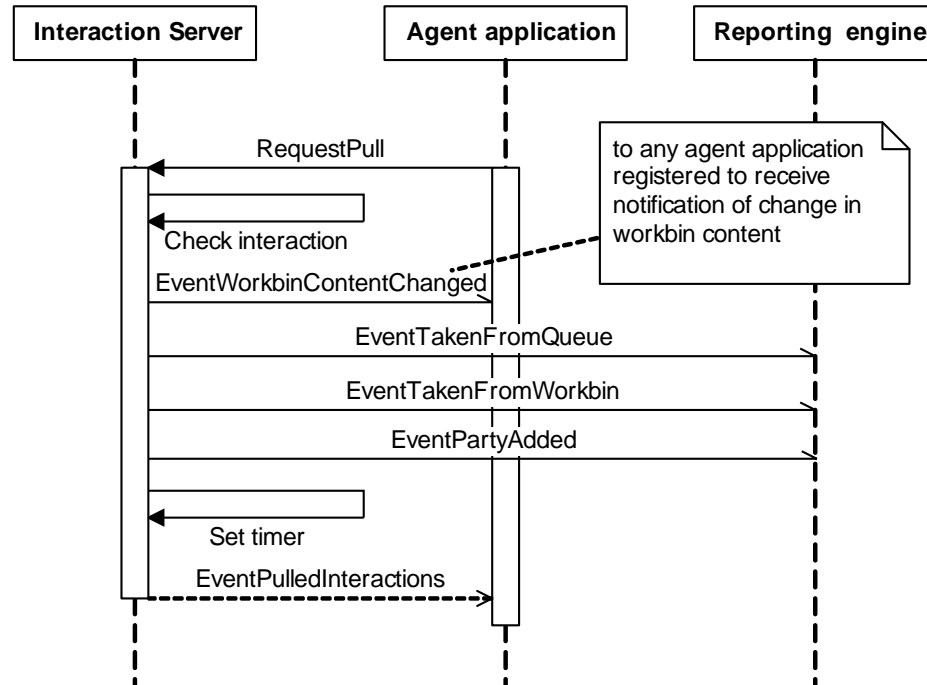 Interaction Server
Agent application
Reporting engine
RequestPull
to any agent application
registered to receive
notification of change in
workbin content
Check interaction
EventWorkbinContentChanged
EventTakenFromQueue
EventTakenFromWorkbin
EventPartyAdded
Set timer
EventPulledInteractions